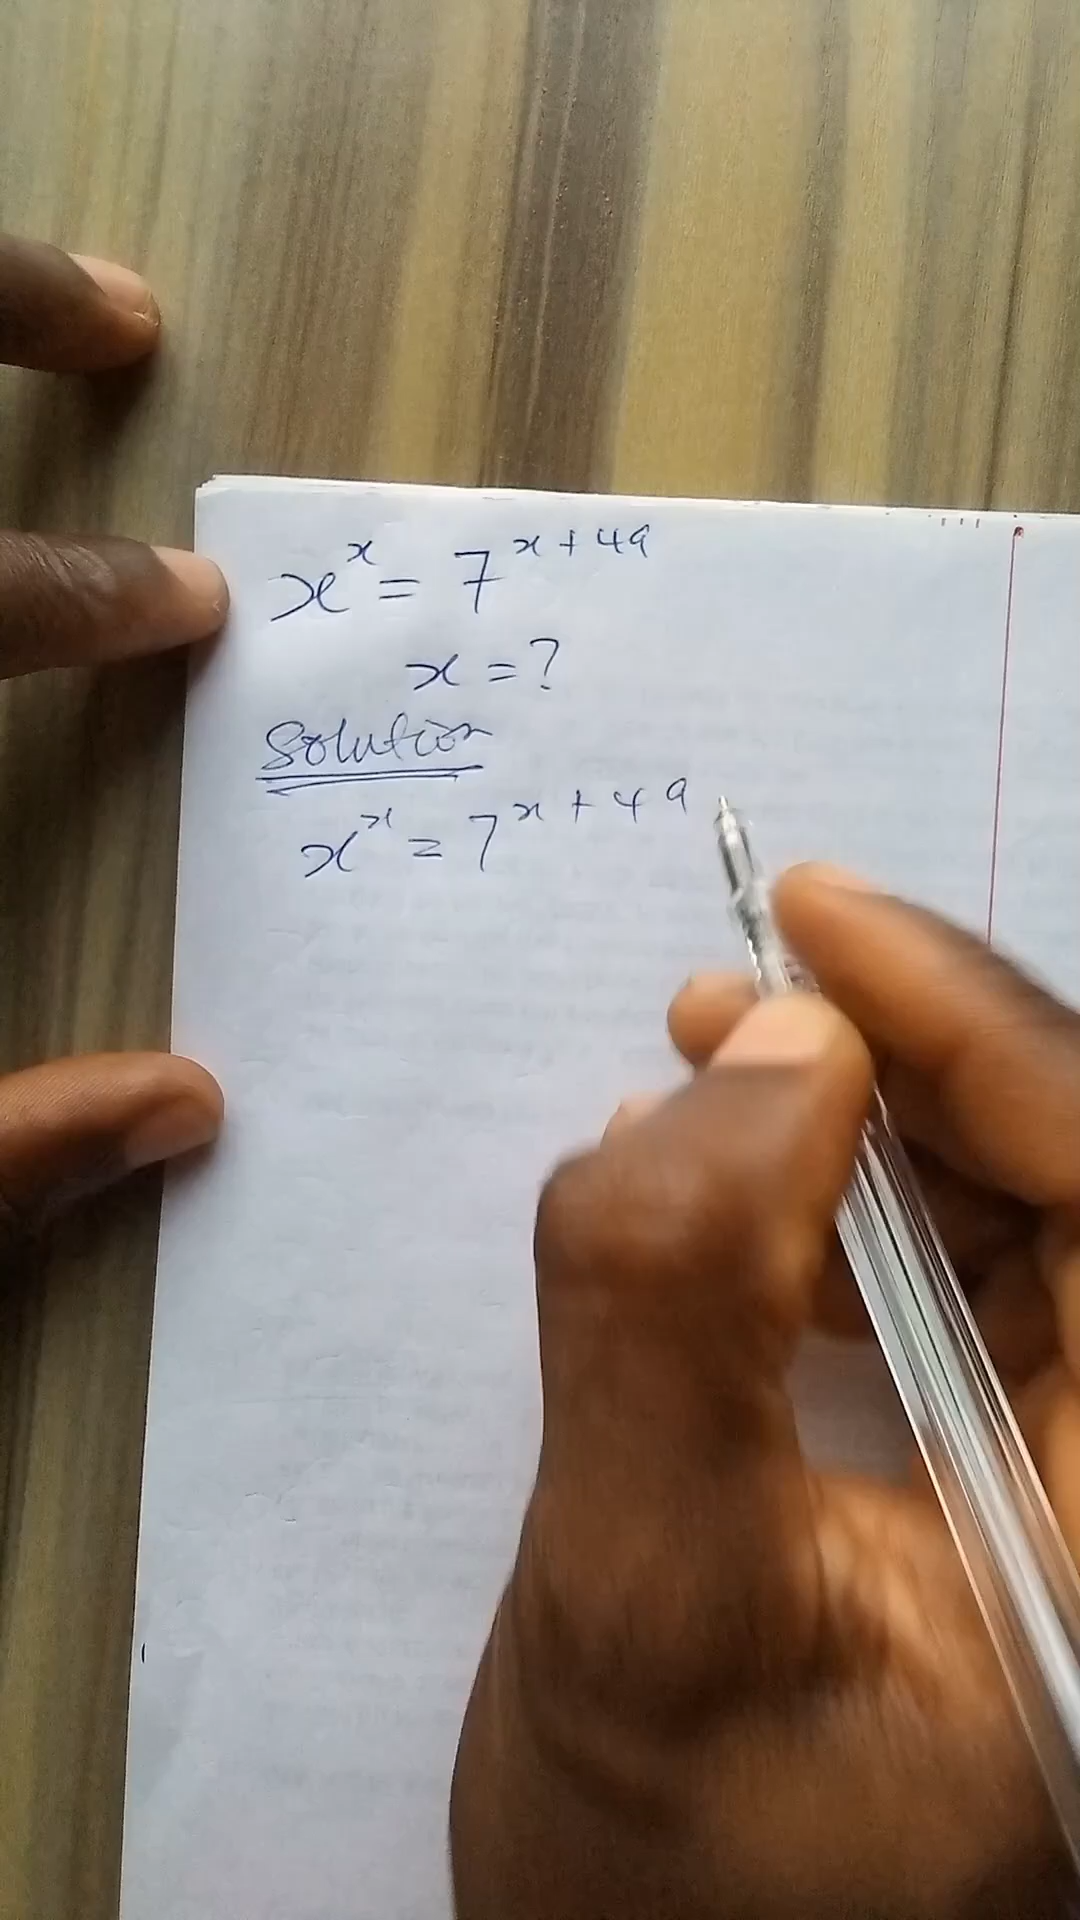 x^x = 7^{x + 49}
x = ?
Solution
x^x = 7^{x + 49}